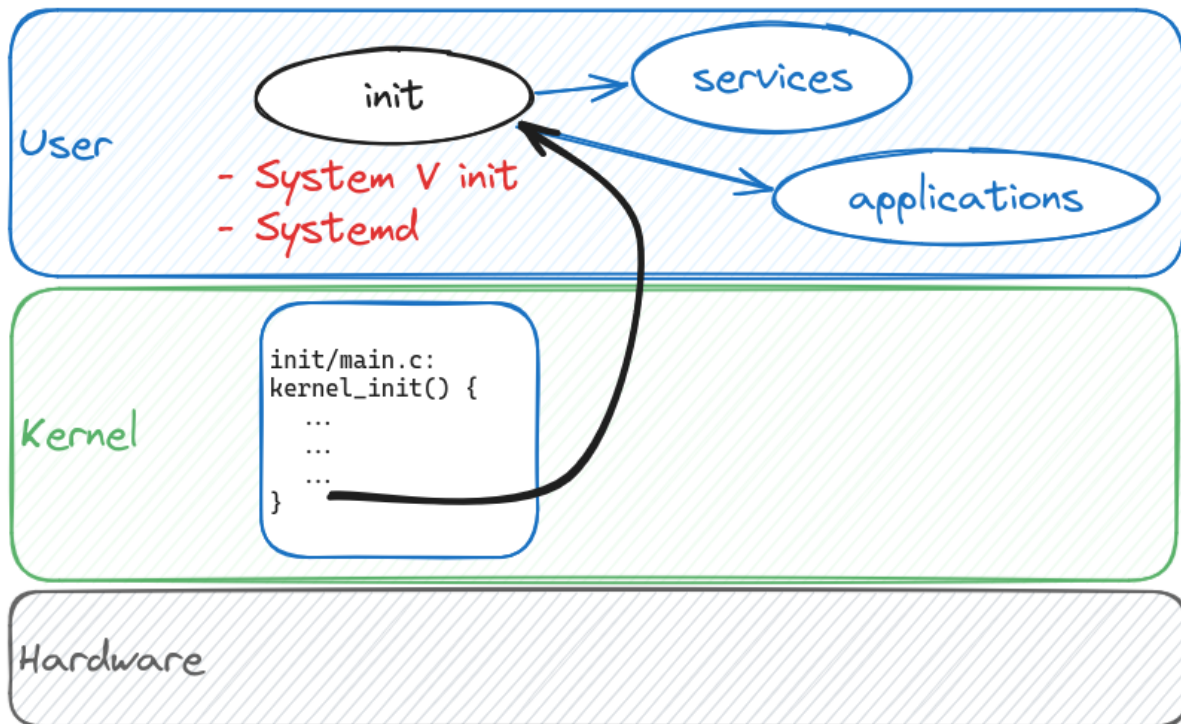 init
services
User
applications
- System V init
- Systemd
init/main.c:
kernel_init() {
...
...
...
}
Kernel
Hardware